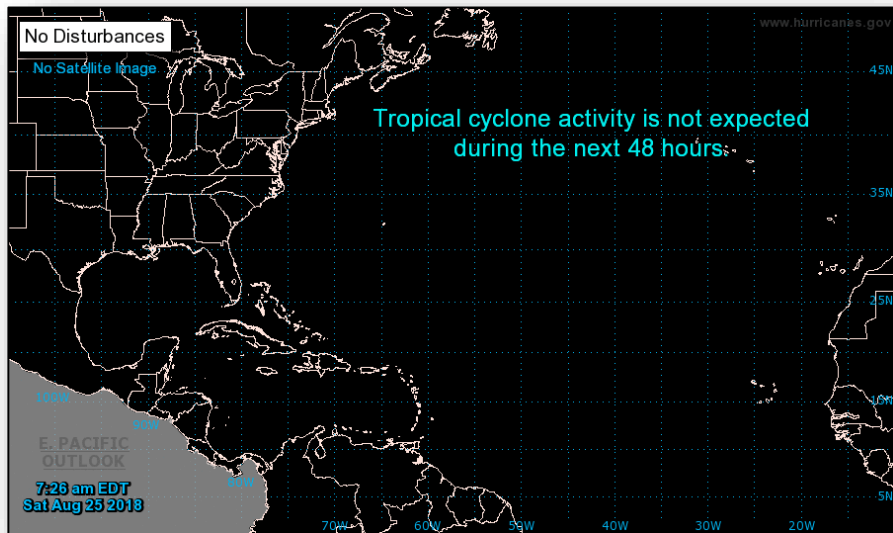 No Disturbances
www.hurricanes.gov
No Satellite Image
45N
Tropical cyclone activity is not expected
during the next 48 hours
35N
25N
100W
10N
90W
E. PACIFIC
OUTLOOK
80W
7:26 am EDT
5N
Sat Aug 25 2018
70W 60W 50W 40W 30W 20W